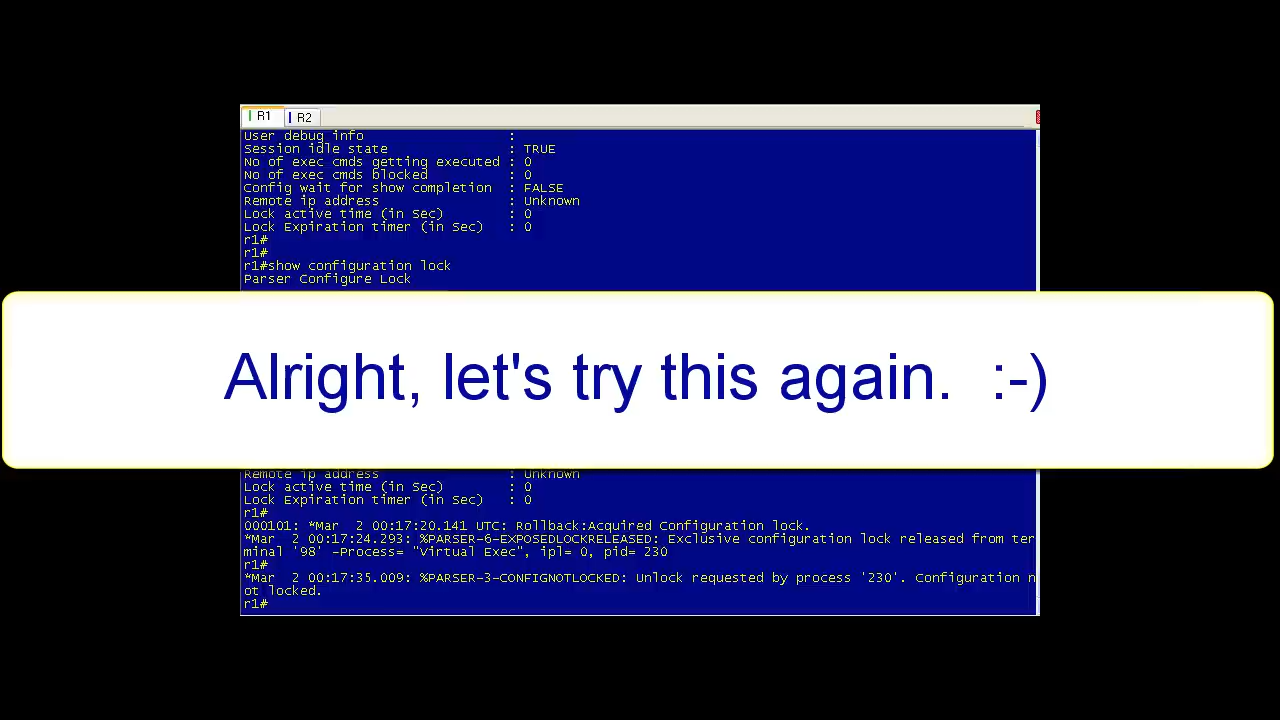 R1 R2
User debug info :
Session idle state : TRUE
No of exec cmds getting executed : 0
No of exec cmds blocked : 0
Config wait for show completion : FALSE
Remote ip address : Unknown
Lock active time (in Sec) : 0
Lock Expiration timer (in Sec) : 0
r1#
r1#
r1#show configuration lock
Parser Configure Lock
Alright, let's try this again. :-)
Remote ip address : Unknown
Lock active time (in Sec) : 0
Lock Expiration timer (in Sec) : 0
r1#
000101: *Mar 2 00:17:20.141 UTC: Rollback:Acquired Configuration lock.
*Mar 2 00:17:24.293: %PARSER-6-EXPOSEDLOCKRELEASED: Exclusive configuration lock released from ter
minal '98' -Process= "Virtual Exec", ipl= 0, pid= 230
r1#
*Mar 2 00:17:35.009: %PARSER-3-CONFIGNOTLOCKED: Unlock requested by process '230'. Configuration n
ot locked.
r1#